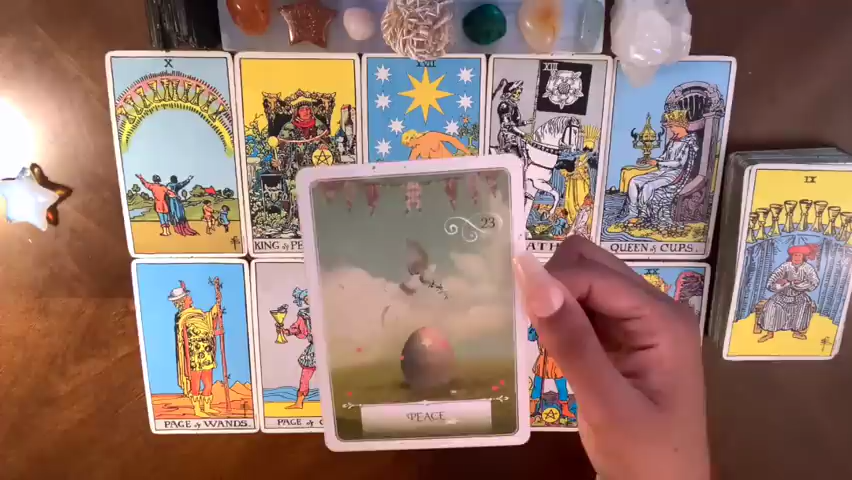 X
XVII
XIII
KING of PE
DEATH
QUEEN of CUPS.
IX
23
PEACE
PAGE of WANDS.
PAGE of C